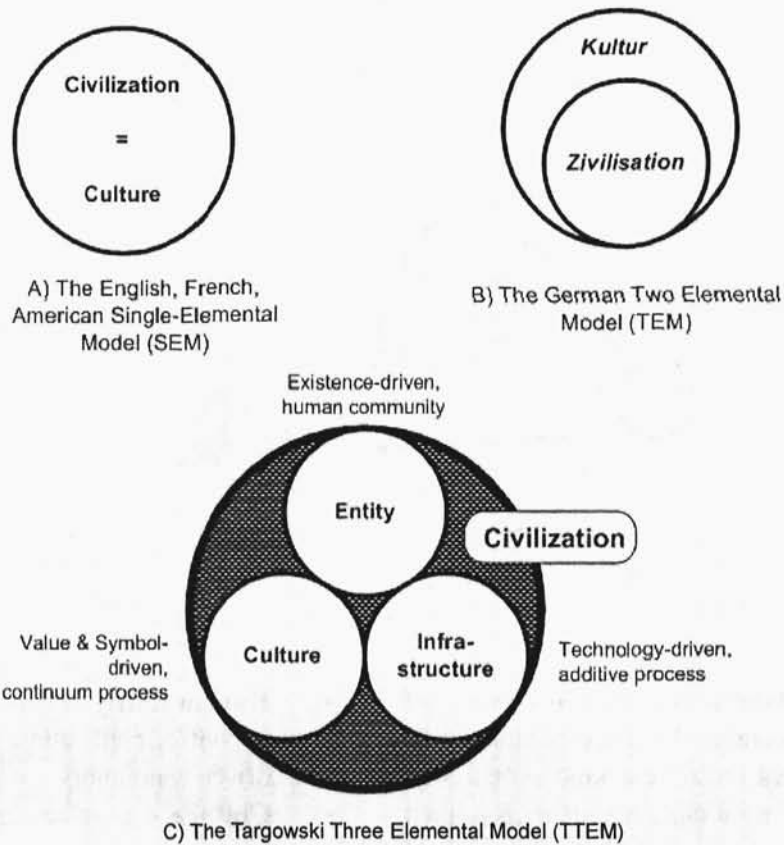 Civilization
=
Culture
A) The English, French,
American Single-Elemental
Model (SEM)
Kultur
Zivilisation
B) The German Two Elemental
Model (TEM)
Existence-driven,
human community
Entity
Civilization
Value & Symbol-
driven,
continuum process
Culture
Infra-
structure
Technology-driven,
additive process
C) The Targowski Three Elemental Model (TTEM)